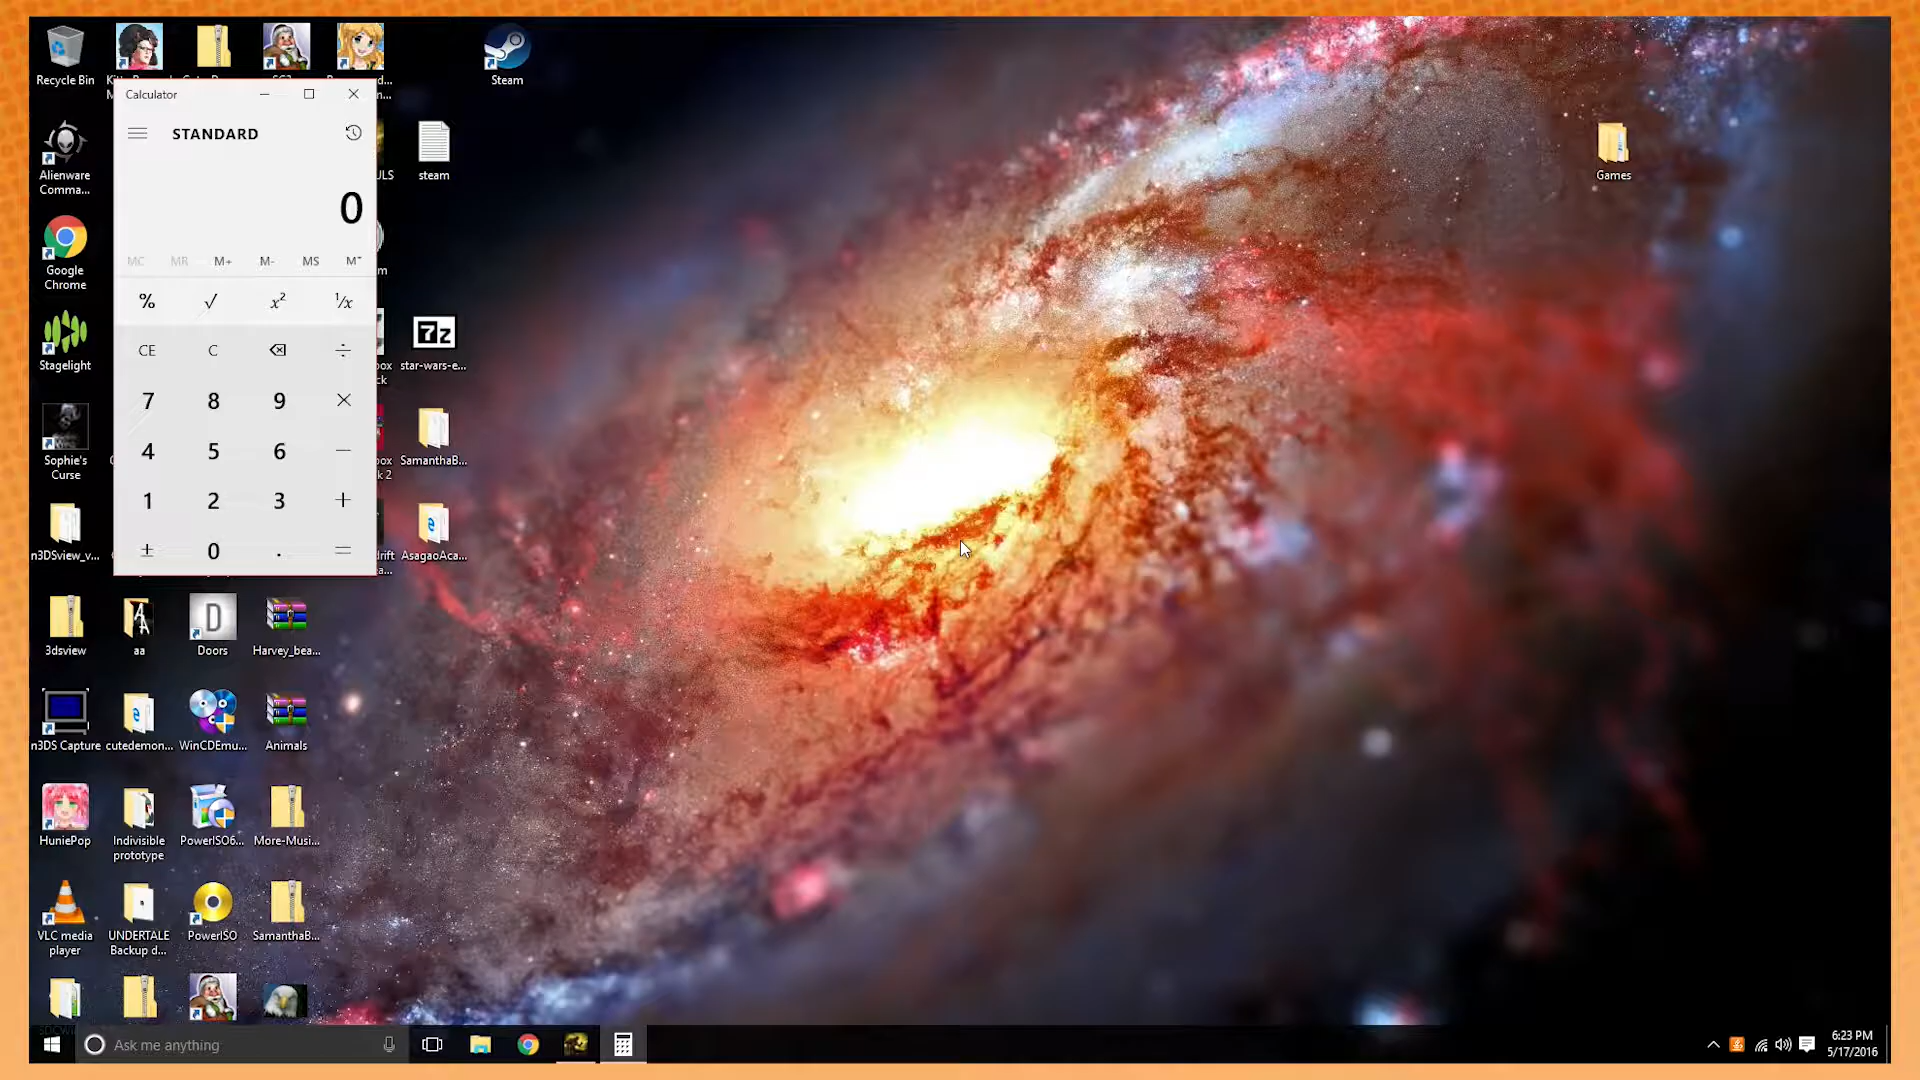 Recycle Bin
Steam
Calculator
STANDARD
0
MC MR M+ M- MS M˅
% √ x² ¹/x
CE C ÷
7 8 9 ×
4 5 6 −
1 2 3 +
± 0 . =
Alienware
Comma...
steam
Games
Google
Chrome
Stagelight
7z
star-wars-e...
Sophie's
Curse
SamanthaB...
n3DSview_v...
AsagaoAca...
3dsview
aa
D
Doors
Harvey_bea...
n3DS Capture
cutedemon...
WinCDEmu...
Animals
HuniePop
Indivisible
prototype
PowerISO6...
More-Musi...
VLC media
player
UNDERTALE
Backup d...
PowerISO
SamanthaB...
Ask me anything
6:23 PM
5/17/2016